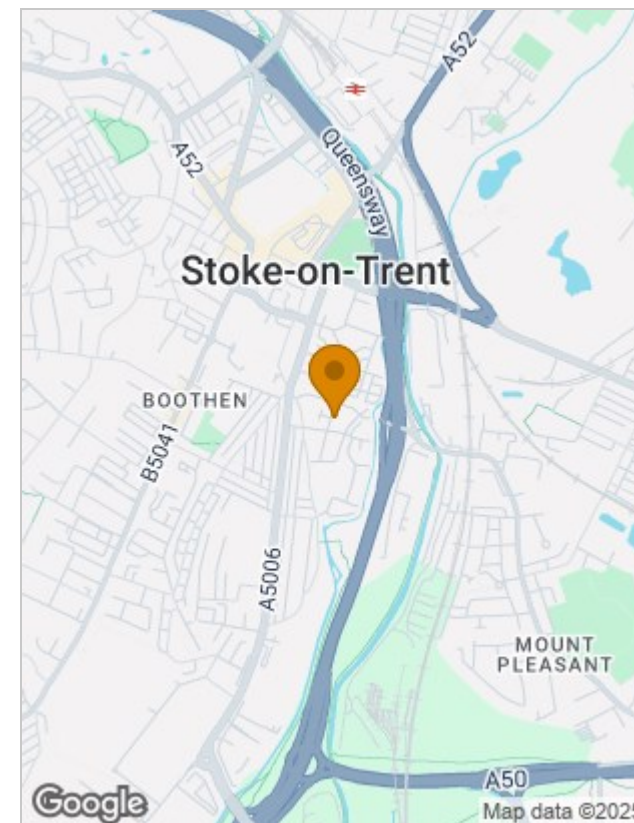 A52
Queensway
A52
Stoke-on-Trent
BOOTHEN
B5041
A5006
MOUNT
PLEASANT
A50
Google
Map data ©2025